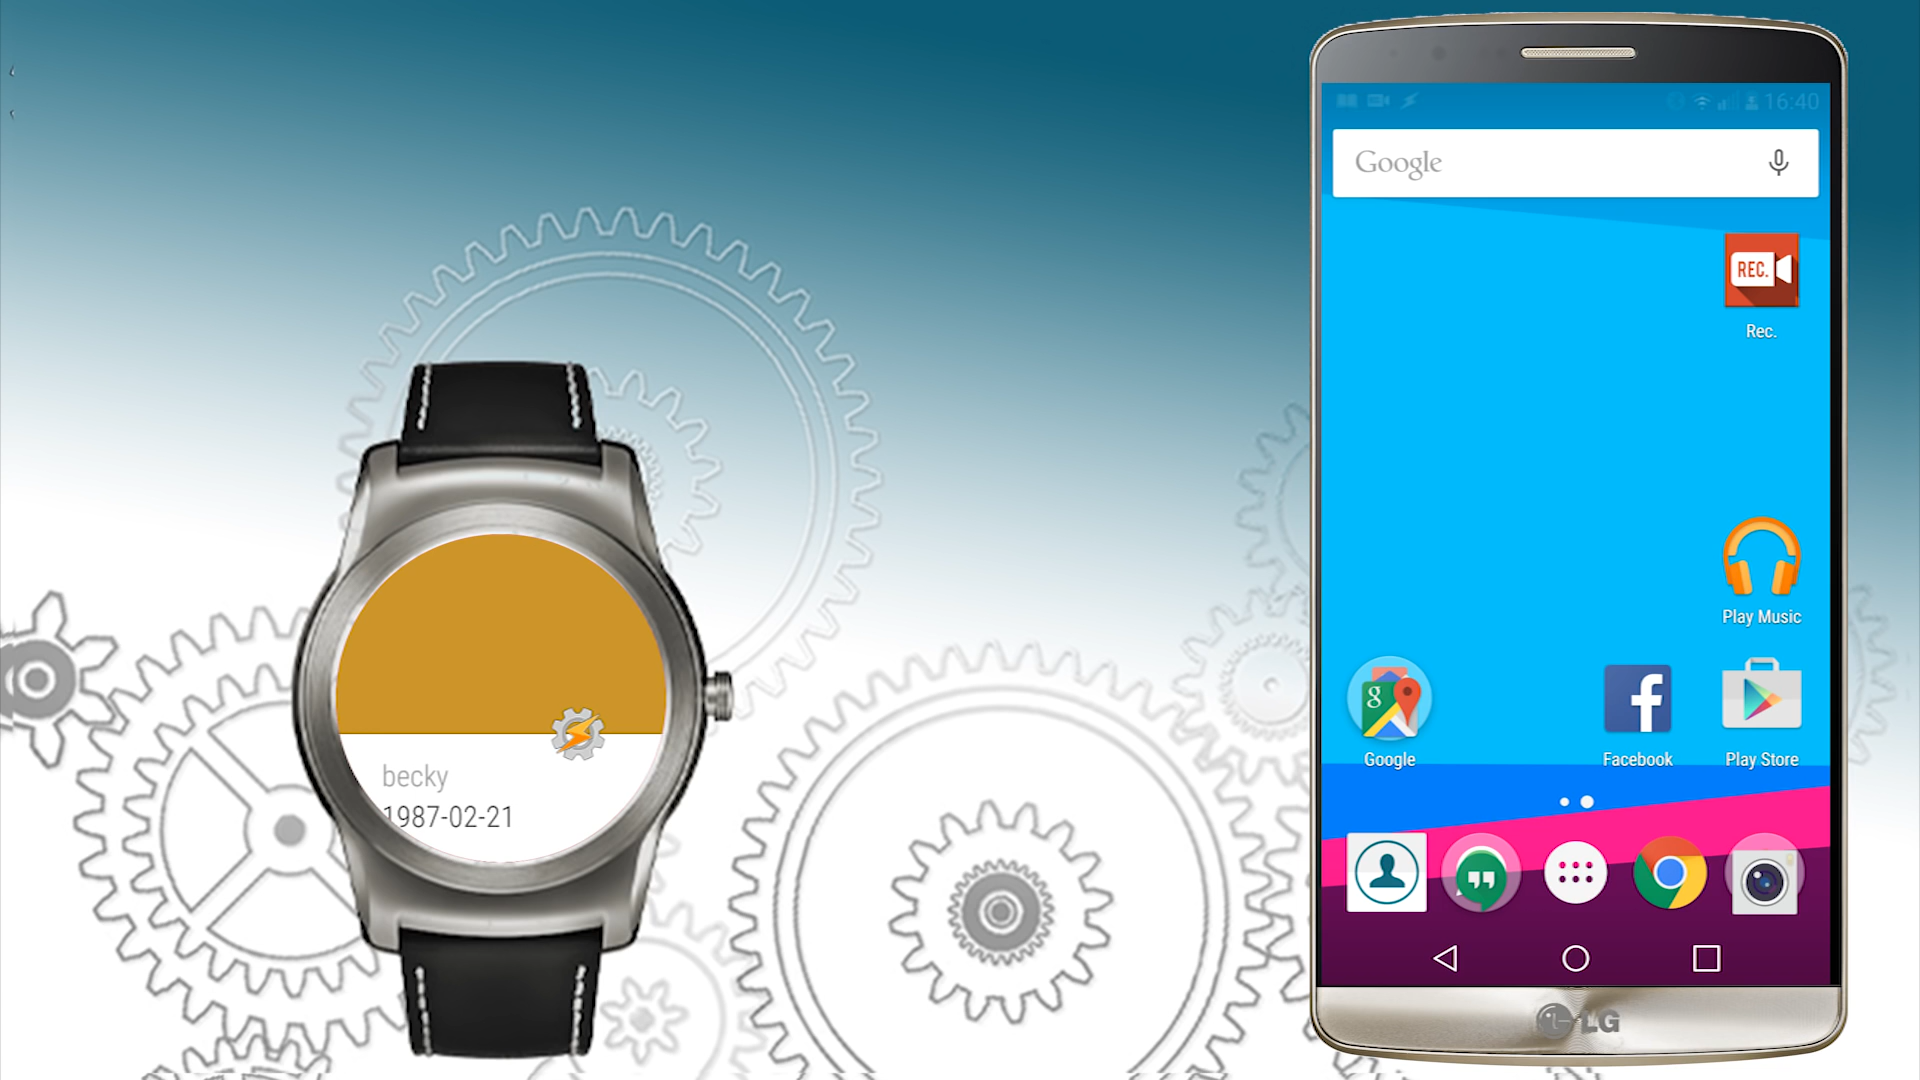 becky
1987-02-21
16:40
Google
REC.
Rec.
Play Music
g
f
Google
Facebook
Play Store
LG